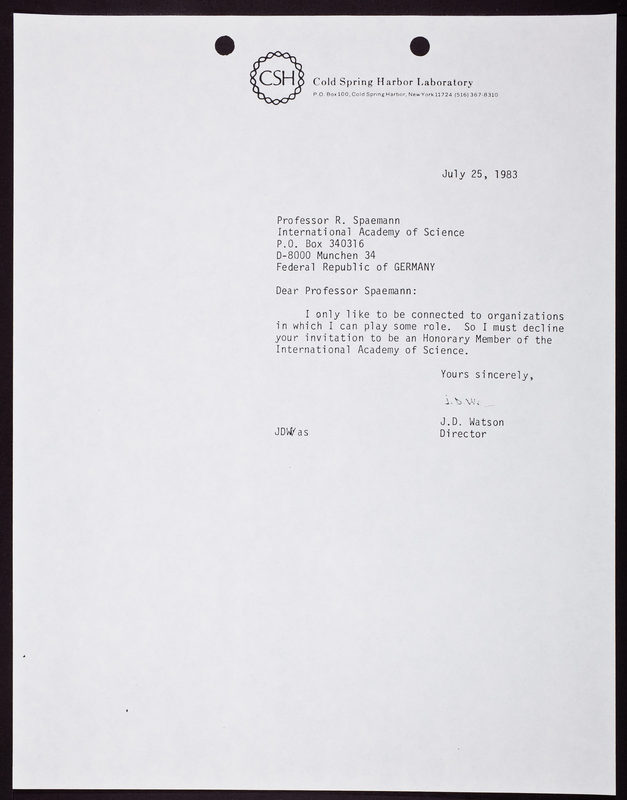 CSH
Cold Spring Harbor Laboratory
P.O. Box 100, Cold Spring Harbor, New York 11724 (516) 367-8310
July 25, 1983
Professor R. Spaemann
International Academy of Science
P.O. Box 340316
D-8000 Munchen 34
Federal Republic of GERMANY
Dear Professor Spaemann:
I only like to be connected to organizations
in which I can play some role. So I must decline
your invitation to be an Honorary Member of the
International Academy of Science.
Yours sincerely,
J.D. W
J.D. Watson
Director
JDW/as